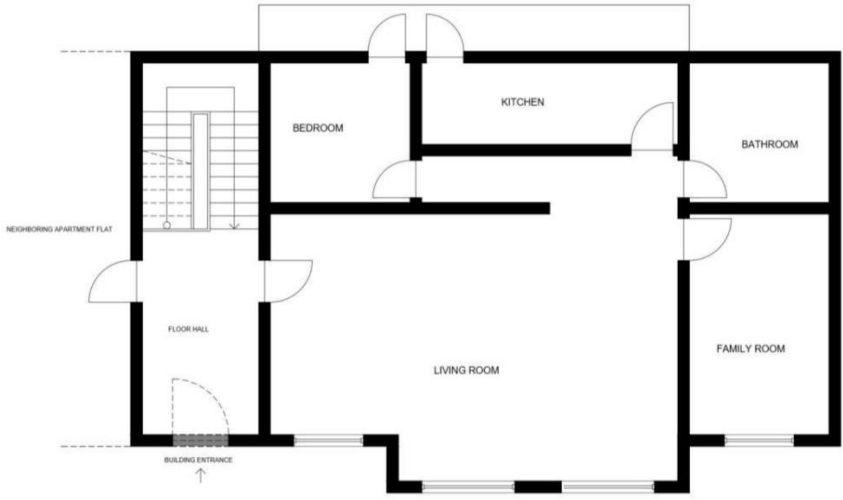 KITCHEN
BEDROOM
BATHROOM
NEIGHBORING APARTMENT FLAT
FLOOR HALL
FAMILY ROOM
LIVING ROOM
BUILDING ENTRANCE